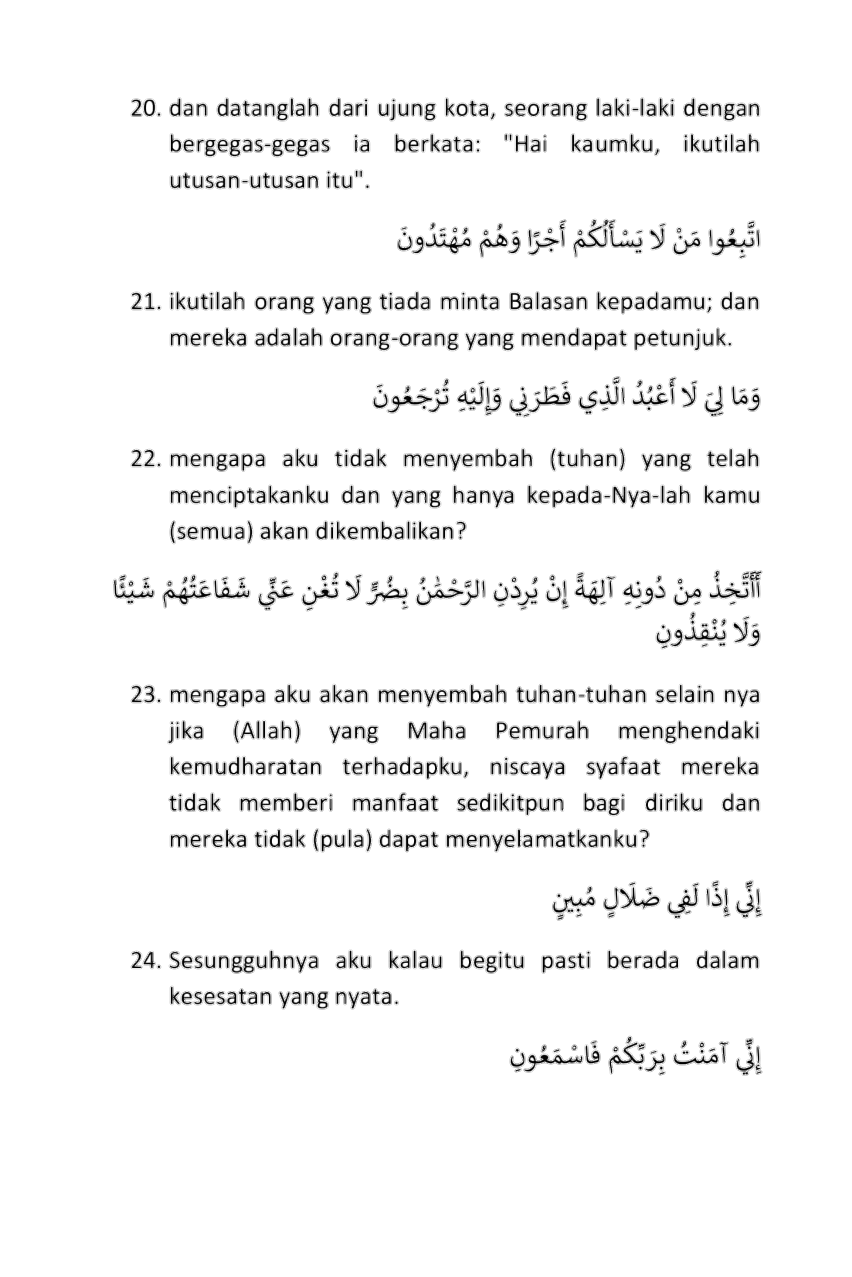 20. dan datanglah dari ujung kota, seorang laki-laki dengan
bergegas-gegas ia berkata: "Hai kaumku, ikutilah
utusan-utusan itu".
اتَّبِعُوا مَنْ لَا يَسْأَلُكُمْ أَجْرًا وَهُمْ مُهْتَدُونَ
21. ikutilah orang yang tiada minta Balasan kepadamu; dan
mereka adalah orang-orang yang mendapat petunjuk.
وَمَا لِيَ لَا أَعْبُدُ الَّذِي فَطَرَنِي وَإِلَيْهِ تُرْجَعُونَ
22. mengapa aku tidak menyembah (tuhan) yang telah
menciptakanku dan yang hanya kepada-Nya-lah kamu
(semua) akan dikembalikan?
أَأَتَّخِذُ مِنْ دُونِهِ آلِهَةً إِنْ يُرِدْنِ الرَّحْمَٰنُ بِضُرٍّ لَا تُغْنِ عَنِّي شَفَاعَتُهُمْ شَيْئًا
وَلَا يُنْقِذُونِ
23. mengapa aku akan menyembah tuhan-tuhan selain nya
jika (Allah) yang Maha Pemurah menghendaki
kemudharatan terhadapku, niscaya syafaat mereka
tidak memberi manfaat sedikitpun bagi diriku dan
mereka tidak (pula) dapat menyelamatkanku?
إِنِّي إِذًا لَفِي ضَلَالٍ مُبِينٍ
24. Sesungguhnya aku kalau begitu pasti berada dalam
kesesatan yang nyata.
إِنِّي آمَنْتُ بِرَبِّكُمْ فَاسْمَعُونِ